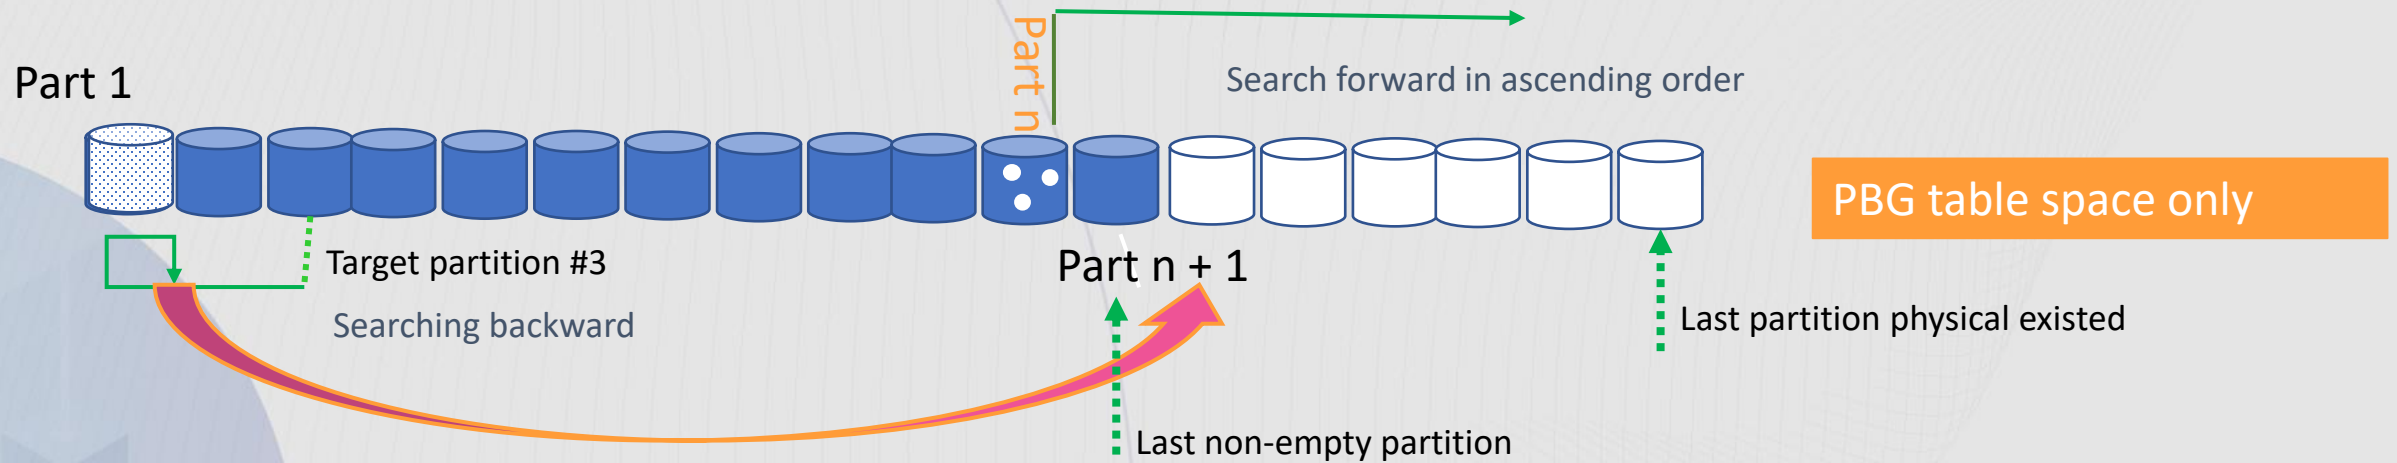 Part 1
Part n
Search forward in ascending order
PBG table space only
Target partition #3
Part n + 1
Searching backward
Last partition physical existed
Last non-empty partition